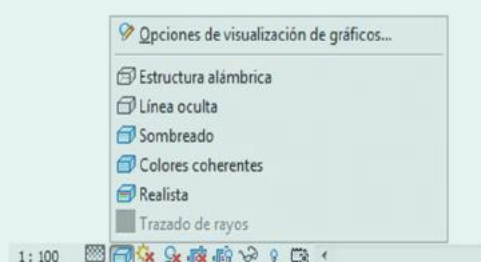 Opciones de visualización de gráficos...
Estructura alámbrica
Línea oculta
Sombreado
Colores coherentes
Realista
Trazado de rayos
1 : 100